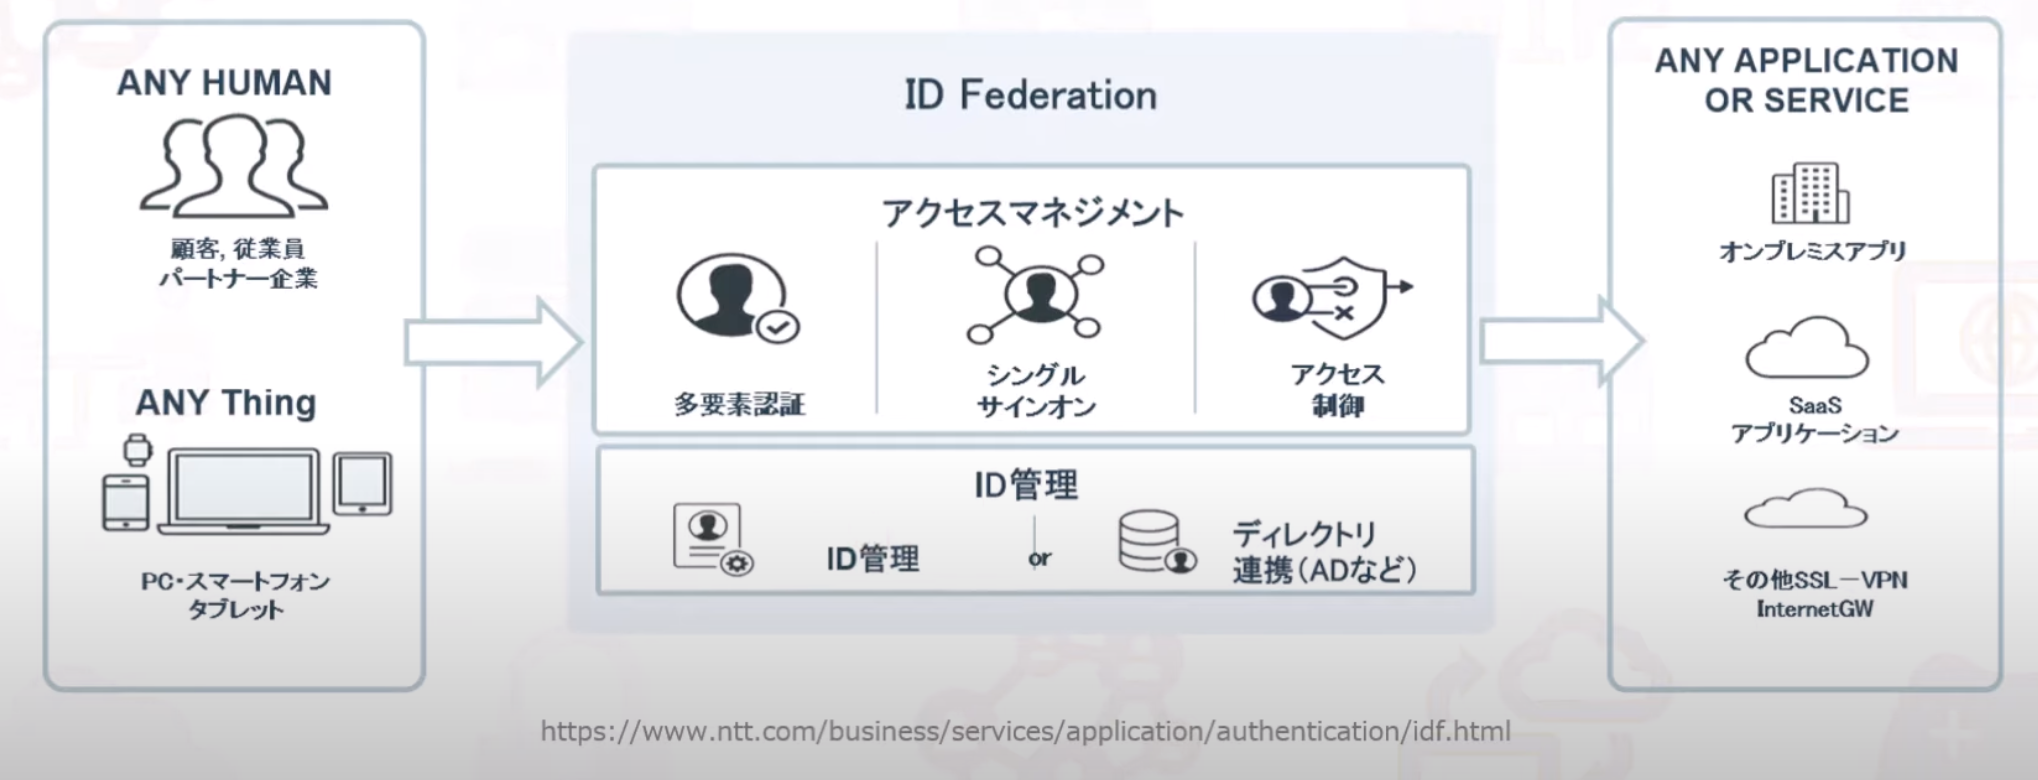 ANY HUMAN
顧客, 従業員
パートナー企業
ANY Thing
PC・スマートフォン
タブレット
ID Federation
アクセスマネジメント
多要素認証
シングル
サインオン
アクセス
制御
ID管理
ID管理
or
ディレクトリ
連携(ADなど)
ANY APPLICATION
OR SERVICE
オンプレミスアプリ
SaaS
アプリケーション
その他SSL－VPN
InternetGW
https://www.ntt.com/business/services/application/authentication/idf.html